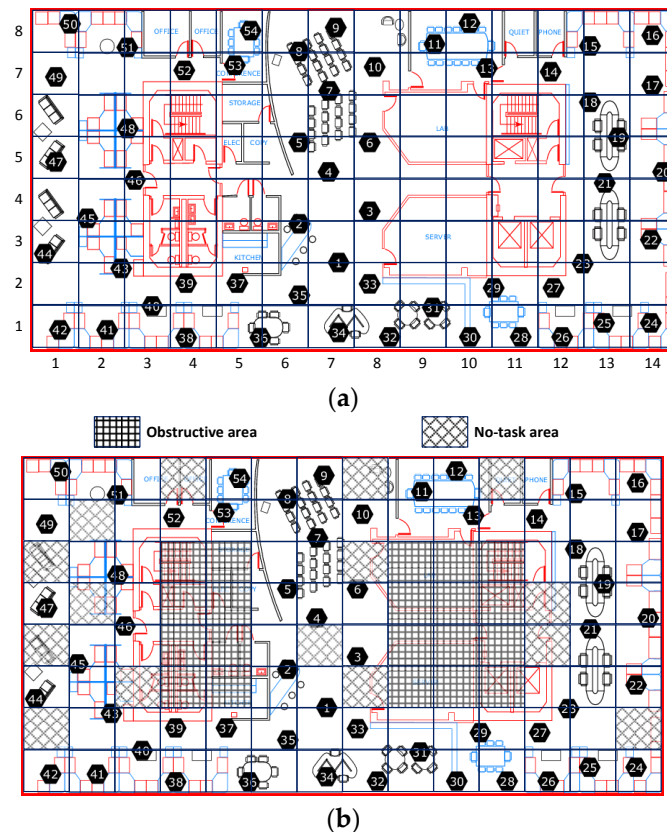 8 50 51 OFFICE OFFICE 52 54 53 CONFERENCE 8 9 10 11 12 13 QUIET PHONE 14 15 16
7 49 7 17
6 48 STORAGE LAB 18 19
5 47 46 ELEC COPY 5 4 6 20
4 45 2 3 21
3 44 43 KITCHEN 1 SERVER 23 22
2 40 39 37 35 33 29 27
1 42 41 38 36 34 32 31 30 28 26 25 24
1 2 3 4 5 6 7 8 9 10 11 12 13 14
(a)
Obstructive area No-task area
50 51 52 54 53 8 9 10 11 12 13 PHONE 14 15 16
49 7 17
48 18 19
47 46 5 4 6 20
45 2 3 21
44 43 1 23 22
40 39 37 35 33 29 27
42 41 38 36 34 32 31 30 28 26 25 24
(b)